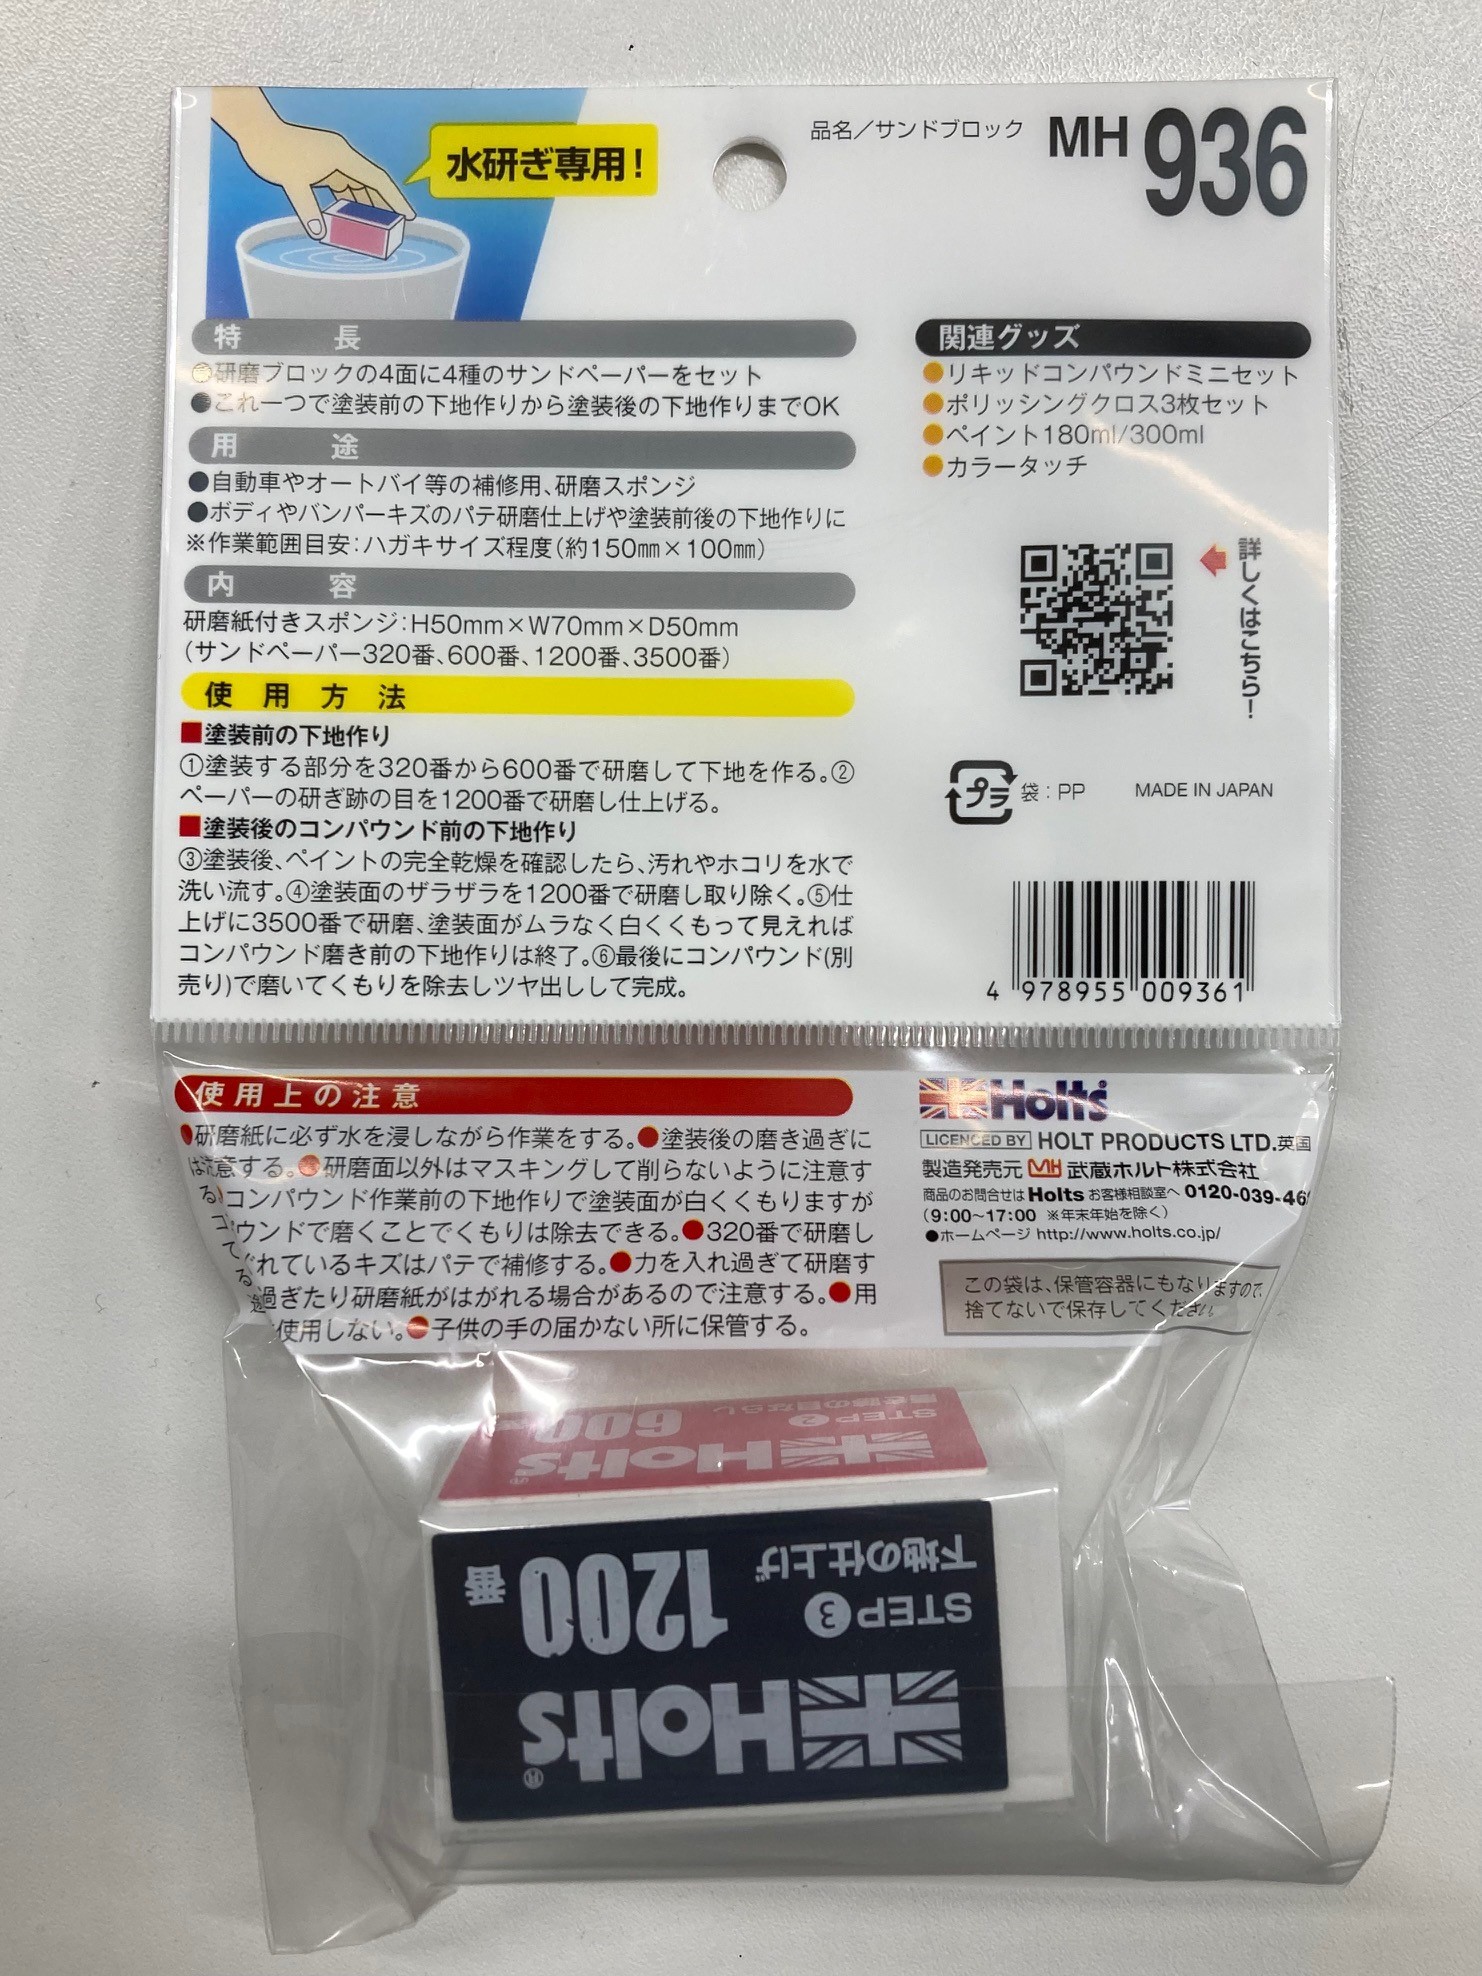 水研ぎ専用!
品名/サンドブロック MH936
特長
●研磨ブロックの4面に4種のサンドペーパーをセット
●これ一つで塗装前の下地作りから塗装後の下地作りまでOK
用途
●自動車やオートバイ等の補修用、研磨スポンジ
●ボディやバンパーキズのパテ研磨仕上げや塗装前後の下地作りに
※作業範囲目安:ハガキサイズ程度(約150㎜×100㎜)
内容
研磨紙付きスポンジ:H50mm×W70mm×D50mm
(サンドペーパー320番、600番、1200番、3500番)
使用方法
■塗装前の下地作り
①塗装する部分を320番から600番で研磨して下地を作る。②
ペーパーの研ぎ跡の目を1200番で研磨し仕上げる。
■塗装後のコンパウンド前の下地作り
③塗装後、ペイントの完全乾燥を確認したら、汚れやホコリを水で
洗い流す。④塗装面のザラザラを1200番で研磨し取り除く。⑤仕
上げに3500番で研磨、塗装面がムラなく白くくもって見えれば
コンパウンド磨き前の下地作りは終了。⑥最後にコンパウンド(別
売り)で磨いてくもりを除去しツヤ出しして完成。
関連グッズ
●リキッドコンパウンドミニセット
●ポリッシングクロス3枚セット
●ペイント180ml/300ml
●カラータッチ
詳しくはこちら!
プラ 袋:PP MADE IN JAPAN
4 978955 009361
使用上の注意
●研磨紙に必ず水を浸しながら作業をする。●塗装後の磨き過ぎに
は注意する。●研磨面以外はマスキングして削らないように注意す
る。コンパウンド作業前の下地作りで塗装面が白くくもりますが
パウンドで磨くことでくもりは除去できる。●320番で研磨し
れているキズはパテで補修する。●力を入れ過ぎて研磨す
過ぎたり研磨紙がはがれる場合があるので注意する。●用
使用しない。●子供の手の届かない所に保管する。
Holts
LICENCED BY HOLT PRODUCTS LTD.英国
製造発売元 MH 武蔵ホルト株式会社
商品のお問合せは Holts お客様相談室へ 0120-039-46
(9:00~17:00 ※年末年始を除く)
●ホームページ http://www.holts.co.jp/
この袋は、保管容器にもなりますので、
捨てないで保存してください
Holts
STEP② 600
磨き跡の目ならし
Holts®
STEP③ 1200番
下地の仕上げ